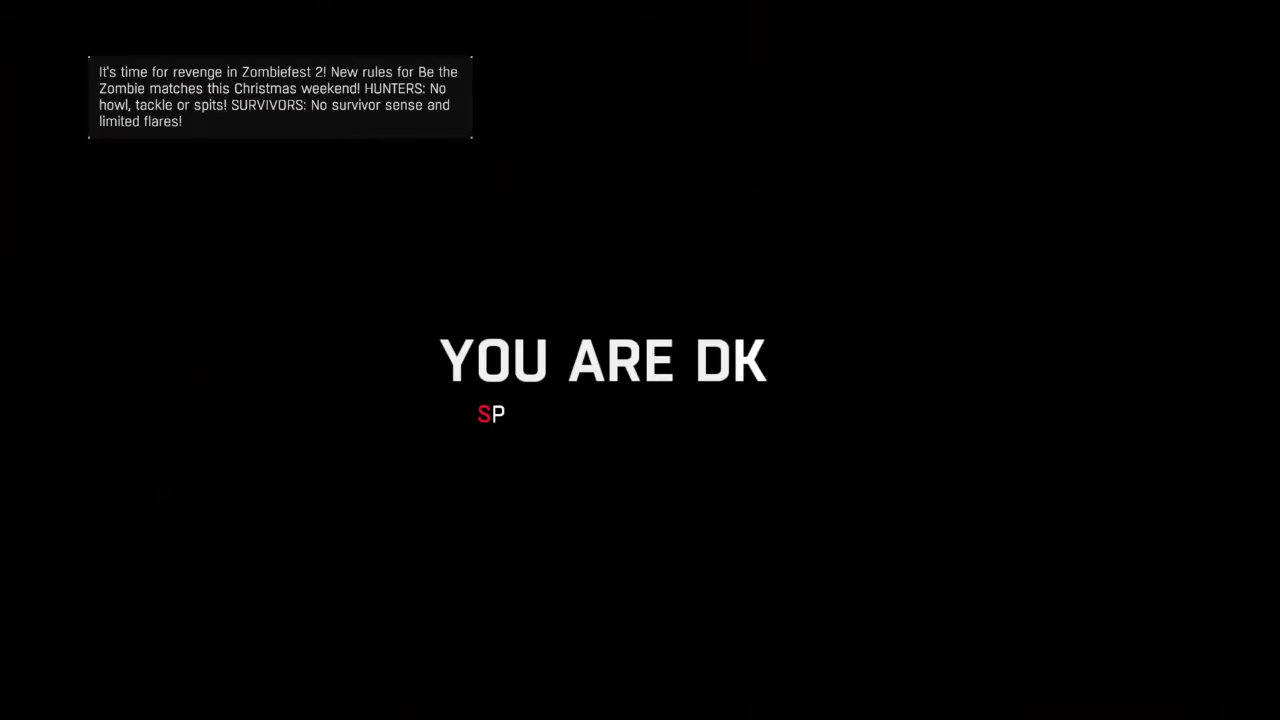 It's time for revenge in Zombiefest 2! New rules for Be the
Zombie matches this Christmas weekend! HUNTERS: No
howl, tackle or spits! SURVIVORS: No survivor sense and
limited flares!
YOU ARE DK
SP